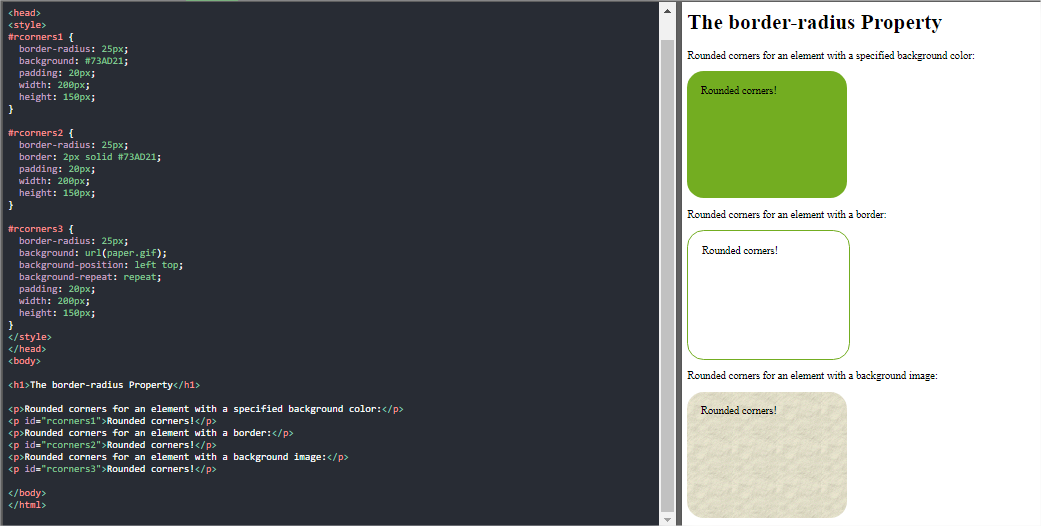 <head>
<style>
#rcorners1 {
  border-radius: 25px;
  background: #73AD21;
  padding: 20px;
  width: 200px;
  height: 150px;
}

#rcorners2 {
  border-radius: 25px;
  border: 2px solid #73AD21;
  padding: 20px;
  width: 200px;
  height: 150px;
}

#rcorners3 {
  border-radius: 25px;
  background: url(paper.gif);
  background-position: left top;
  background-repeat: repeat;
  padding: 20px;
  width: 200px;
  height: 150px;
}
</style>
</head>
<body>

<h1>The border-radius Property</h1>

<p>Rounded corners for an element with a specified background color:</p>
<p id="rcorners1">Rounded corners!</p>
<p>Rounded corners for an element with a border:</p>
<p id="rcorners2">Rounded corners!</p>
<p>Rounded corners for an element with a background image:</p>
<p id="rcorners3">Rounded corners!</p>

</body>
</html>
The border-radius Property
Rounded corners for an element with a specified background color:
Rounded corners!
Rounded corners for an element with a border:
Rounded corners!
Rounded corners for an element with a background image:
Rounded corners!